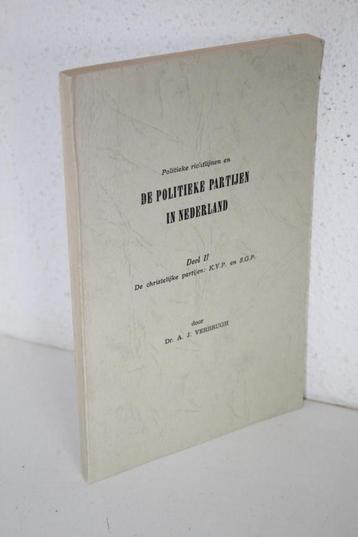 Politieke richtlijnen en
DE POLITIEKE PARTIJEN
IN NEDERLAND
Deel II
De christelijke partijen: K.V.P. en S.G.P.
door
Dr. A. J. VERBRUGH